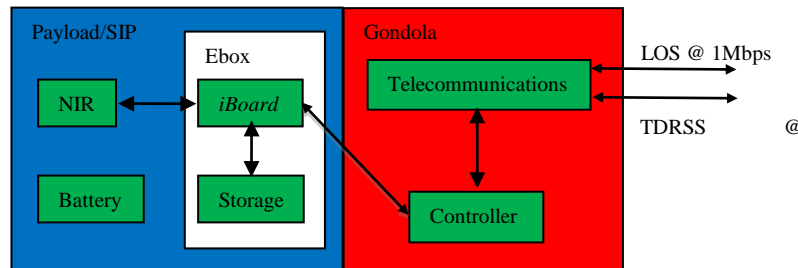 Payload/SIP
Gondola
Ebox
LOS @ 1Mbps
Telecommunications
NIR
iBoard
TDRSS @
Battery
Storage
Controller